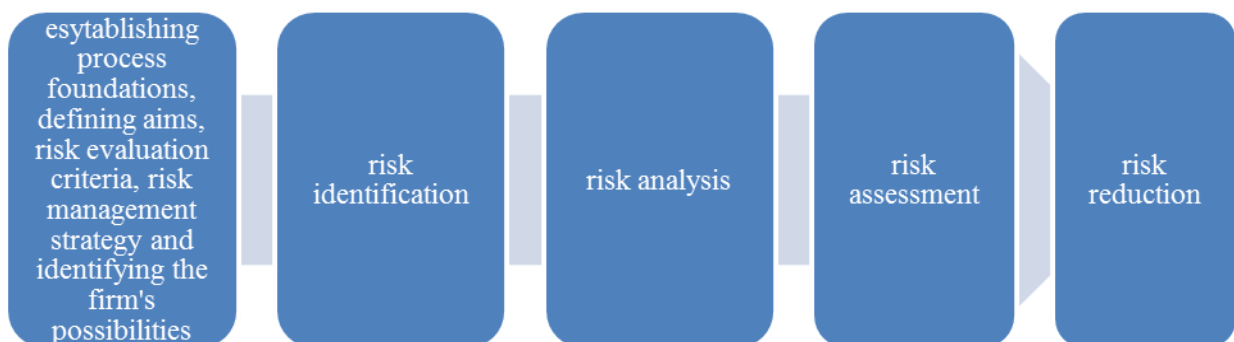 esytablishing
process
foundations,
defining aims,
risk evaluation
criteria, risk
management
strategy and
identifying the
firm's
possibilities
risk
identification
risk analysis
risk
assessment
risk
reduction